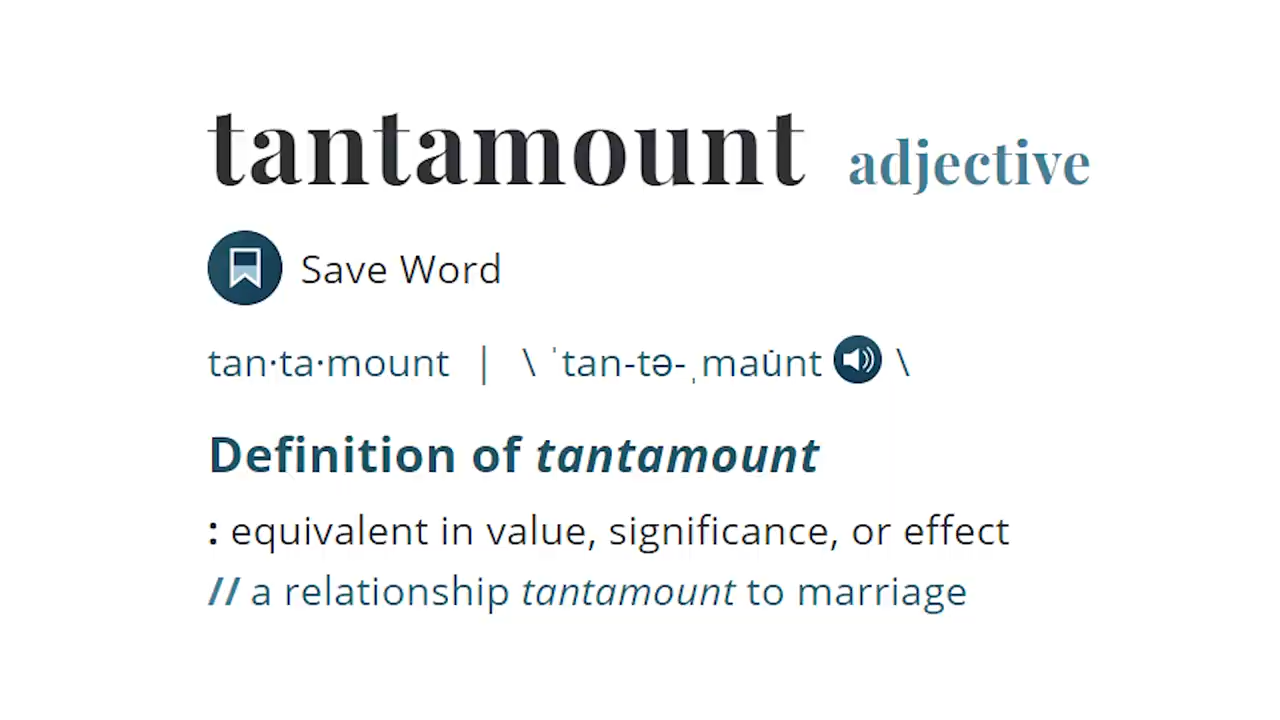 tantamount adjective
Save Word
tan·ta·mount | \ ˈtan-tə-ˌmau̇nt \
Definition of tantamount
: equivalent in value, significance, or effect
// a relationship tantamount to marriage